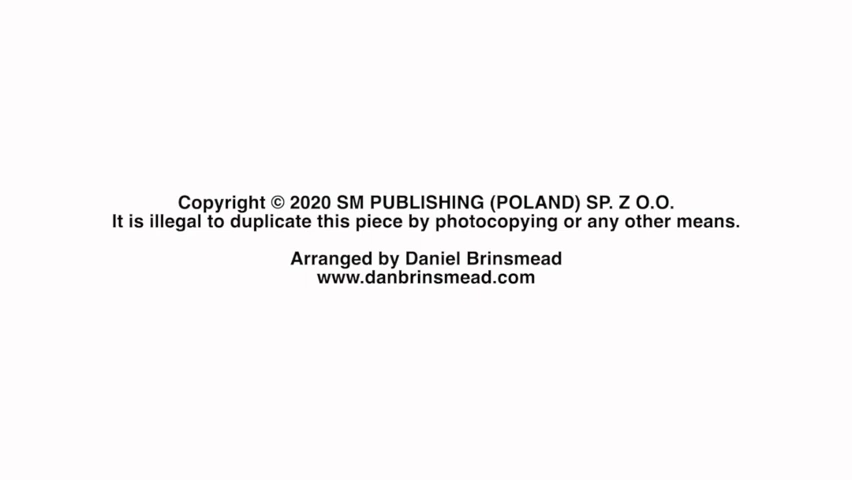 Copyright © 2020 SM PUBLISHING (POLAND) SP. Z O.O.
It is illegal to duplicate this piece by photocopying or any other means.
Arranged by Daniel Brinsmead
www.danbrinsmead.com